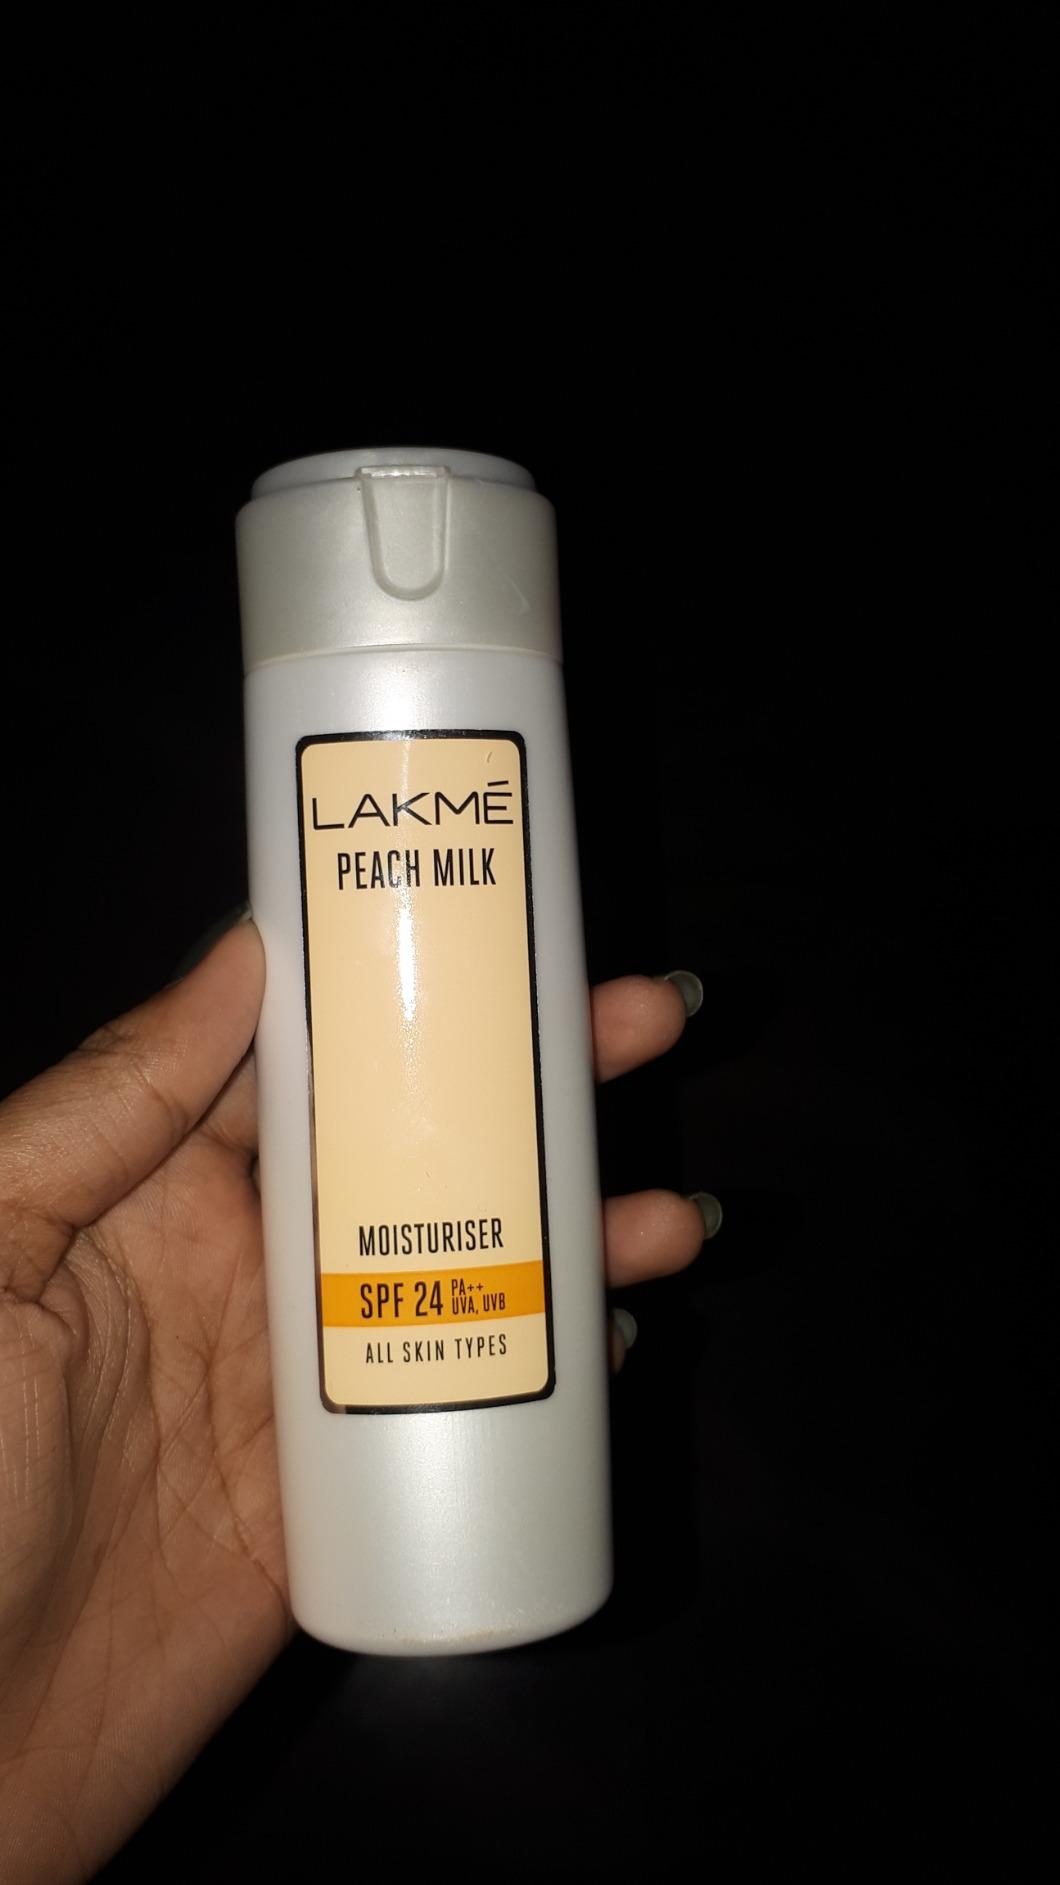 LAKMÉ
PEACH MILK
MOISTURISER
SPF 24 PA++
UVA, UVB
ALL SKIN TYPES